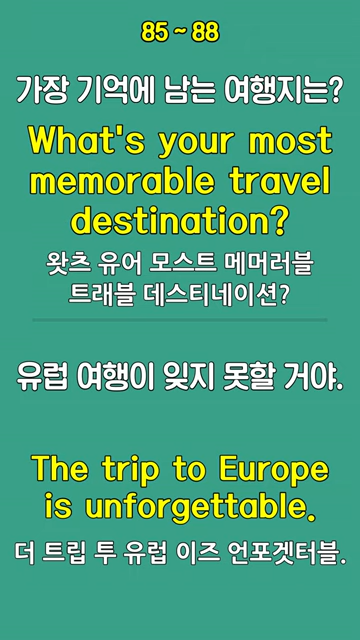 85 ~ 88
가장 기억에 남는 여행지는?
What's your most
memorable travel
destination?
왓츠 유어 모스트 메머러블
트래블 데스티네이션?
유럽 여행이 잊지 못할 거야.
The trip to Europe
is unforgettable.
더 트립 투 유럽 이즈 언포겟터블.